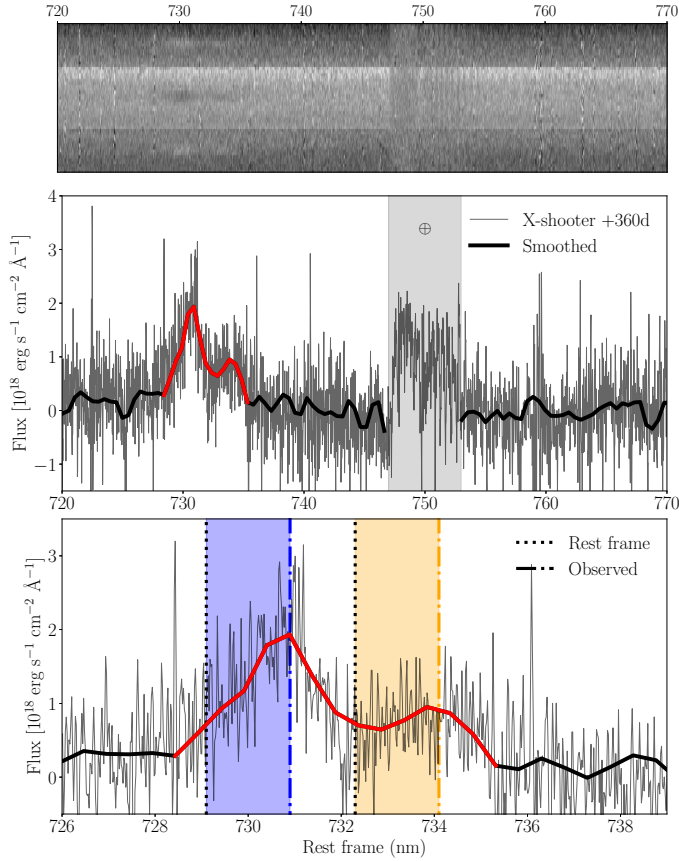 720 730 740 750 760 770
4
3
2
1
0
−1
Flux [10¹⁸ erg s⁻¹ cm⁻² Å⁻¹]
⊕
X-shooter +360d
Smoothed
720 730 740 750 760 770
3
2
1
0
Flux [10¹⁸ erg s⁻¹ cm⁻² Å⁻¹]
Rest frame
Observed
726 728 730 732 734 736 738
Rest frame (nm)